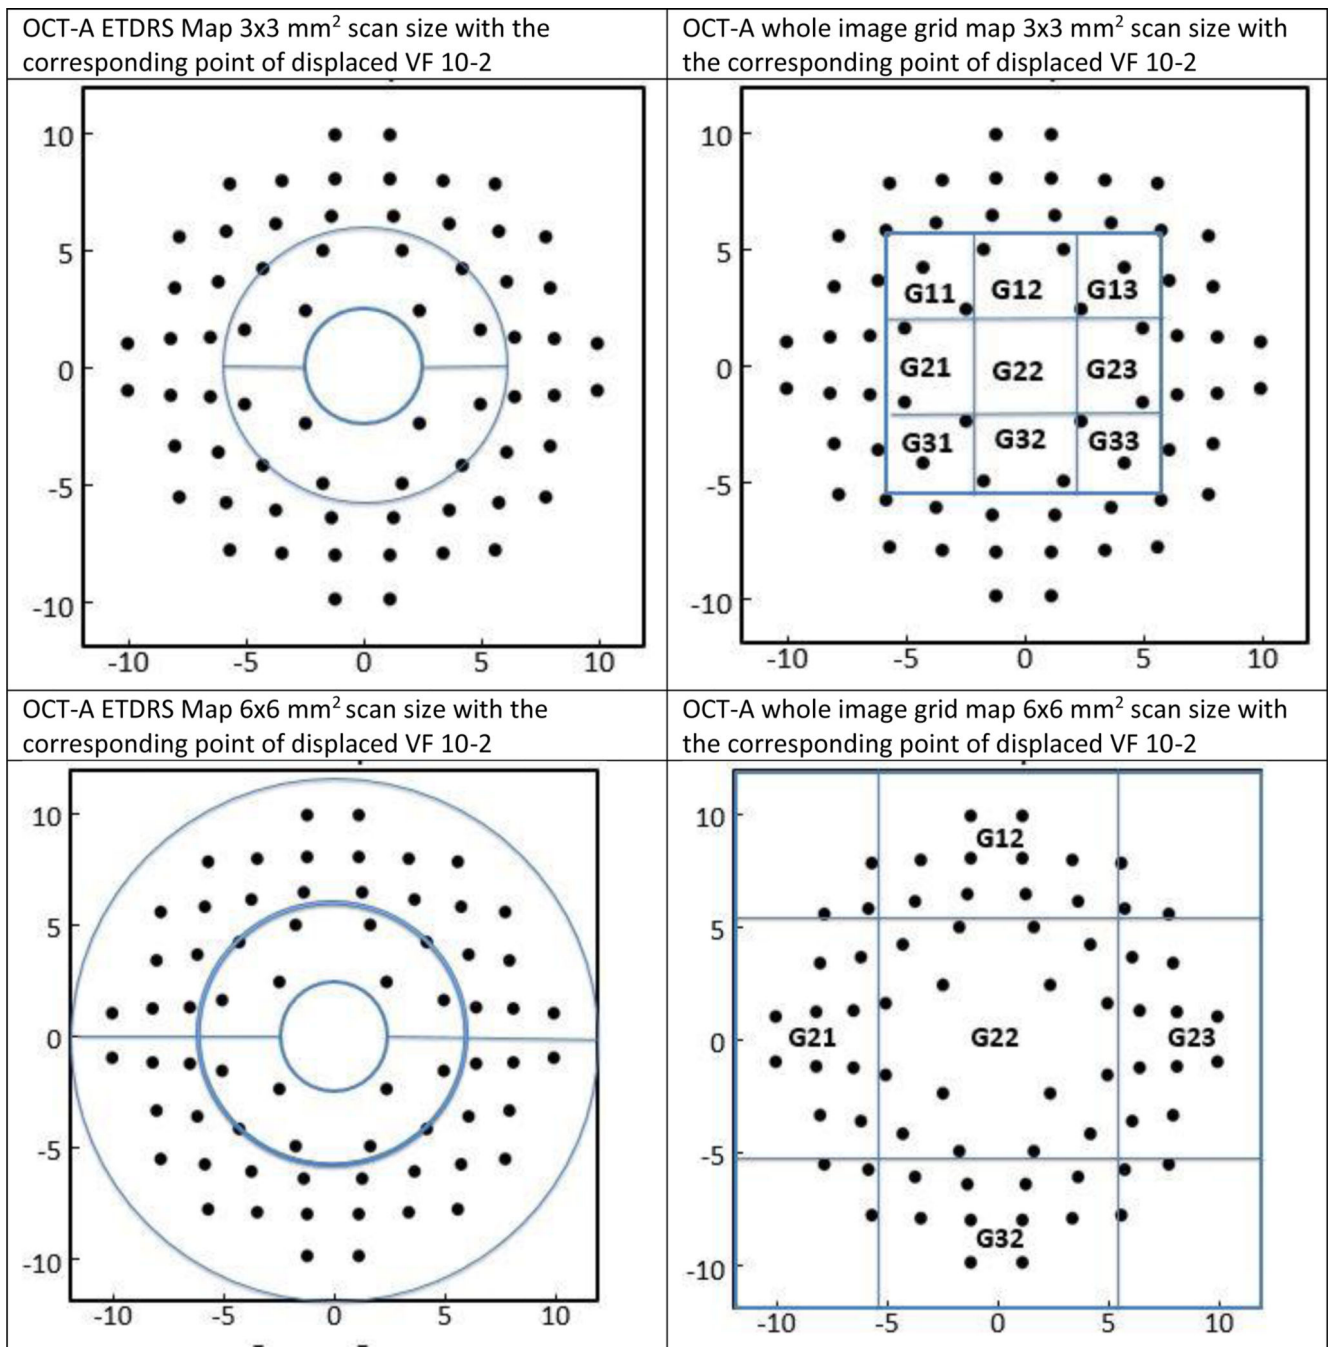 OCT-A ETDRS Map 3x3 mm² scan size with the
corresponding point of displaced VF 10-2
OCT-A whole image grid map 3x3 mm² scan size with
the corresponding point of displaced VF 10-2
10
5
0
-5
-10
-10 -5 0 5 10
10
5
0
-5
-10
G11 G12 G13
G21 G22 G23
G31 G32 G33
-10 -5 0 5 10
OCT-A ETDRS Map 6x6 mm² scan size with the
corresponding point of displaced VF 10-2
OCT-A whole image grid map 6x6 mm² scan size with
the corresponding point of displaced VF 10-2
10
5
0
-5
-10
-10 -5 0 5 10
10
5
0
-5
-10
G12
G21 G22 G23
G32
-10 -5 0 5 10